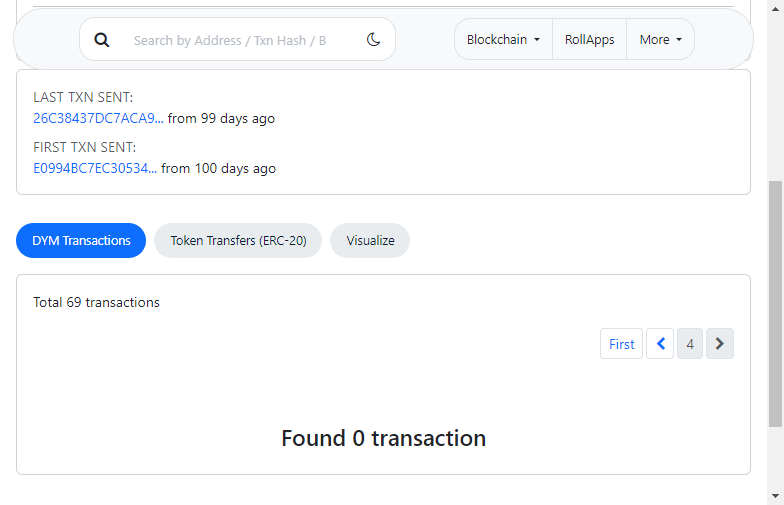 Search by Address / Txn Hash / B
Blockchain
RollApps
More
LAST TXN SENT:
26C38437DC7ACA9... from 99 days ago
FIRST TXN SENT:
E0994BC7EC30534... from 100 days ago
DYM Transactions
Token Transfers (ERC-20)
Visualize
Total 69 transactions
First
4
Found 0 transaction